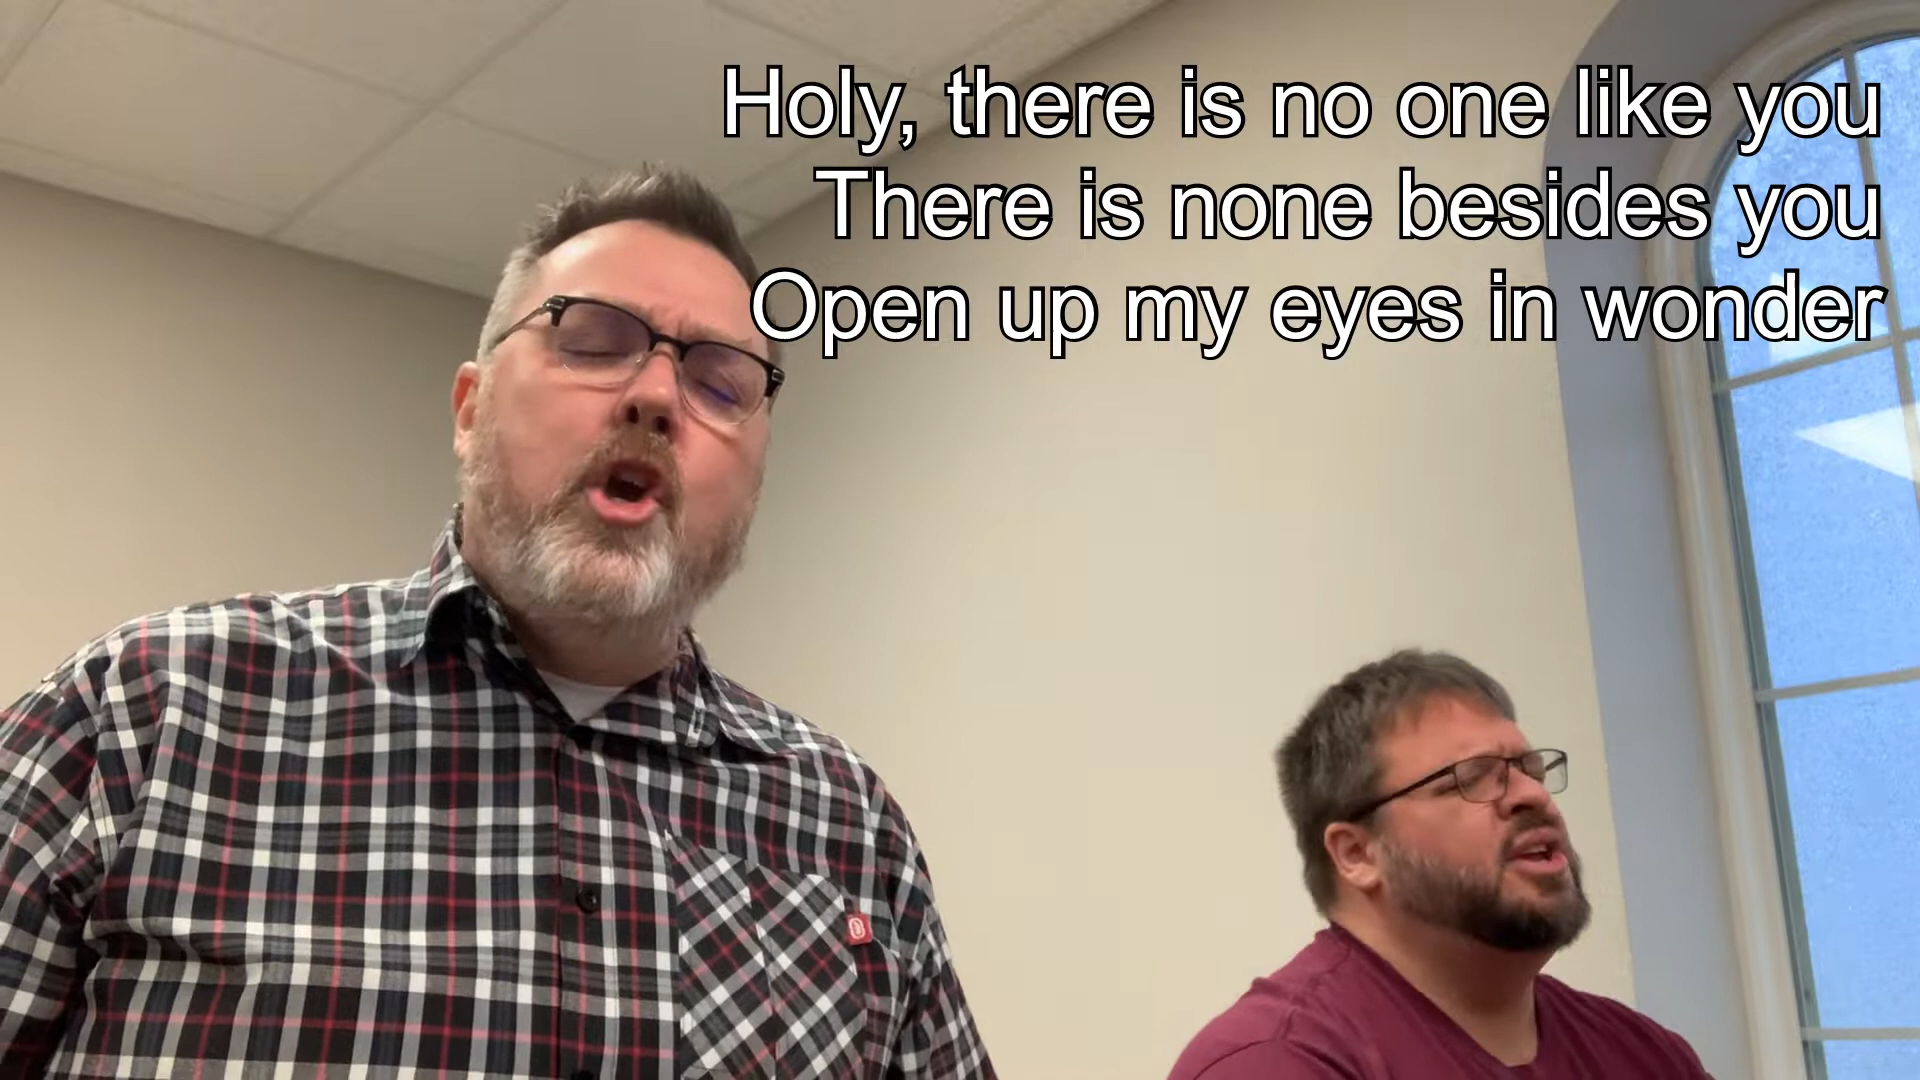 Holy, there is no one like you
There is none besides you
Open up my eyes in wonder